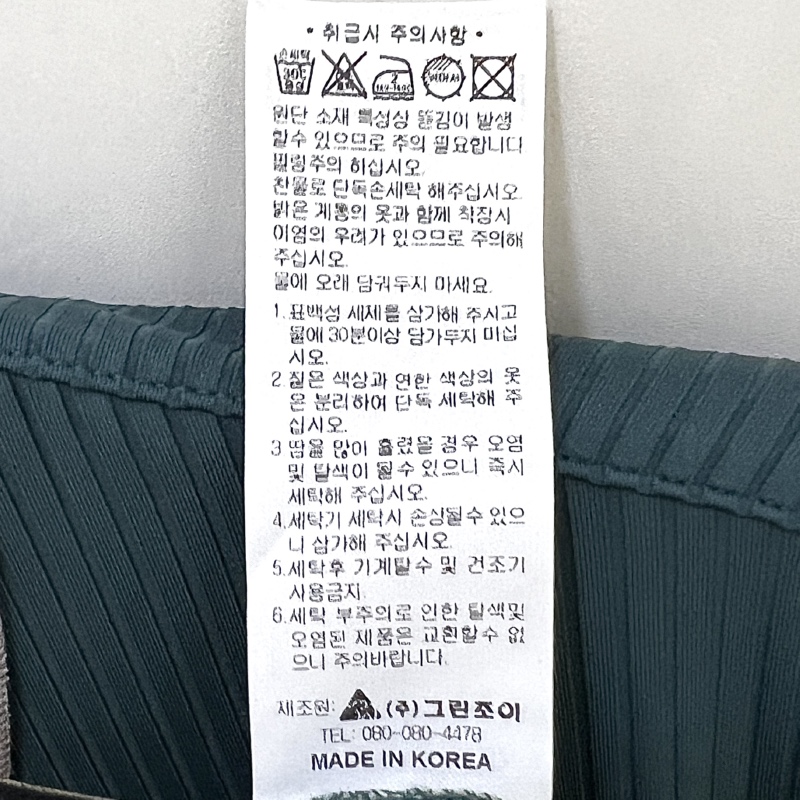 • 취급시 주의사항 •
손세탁
30℃
원단 소재 특성상 뜯김이 발생
할수 있으므로 주의 필요합니다
필링주의 하십시오.
찬물로 단독손세탁 해주십시오.
밝은 계통의 옷과 함께 착장시
이염의 우려가 있으므로 주의해
주십시오.
물에 오래 담궈두지 마세요.
1. 표백성 세제를 삼가해 주시고
물에 30분이상 담가두지 마십
시오.
2. 짙은 색상과 연한 색상의 옷
은 분리하여 단독 세탁해 주
십시오.
3 땀을 많이 흘렸을 경우 오염
및 탈색이 될수 있으니 즉시
세탁해 주십시오.
4. 세탁기 세탁시 손상될수 있으
니 삼가해 주십시오.
5. 세탁후 기계탈수 및 건조기
사용금지.
6. 세탁 부주의로 인한 탈색및
오염된 제품은 교환할수 없
으니 주의바랍니다.
제조원: (주)그린조이
TEL: 080-080-4478
MADE IN KOREA